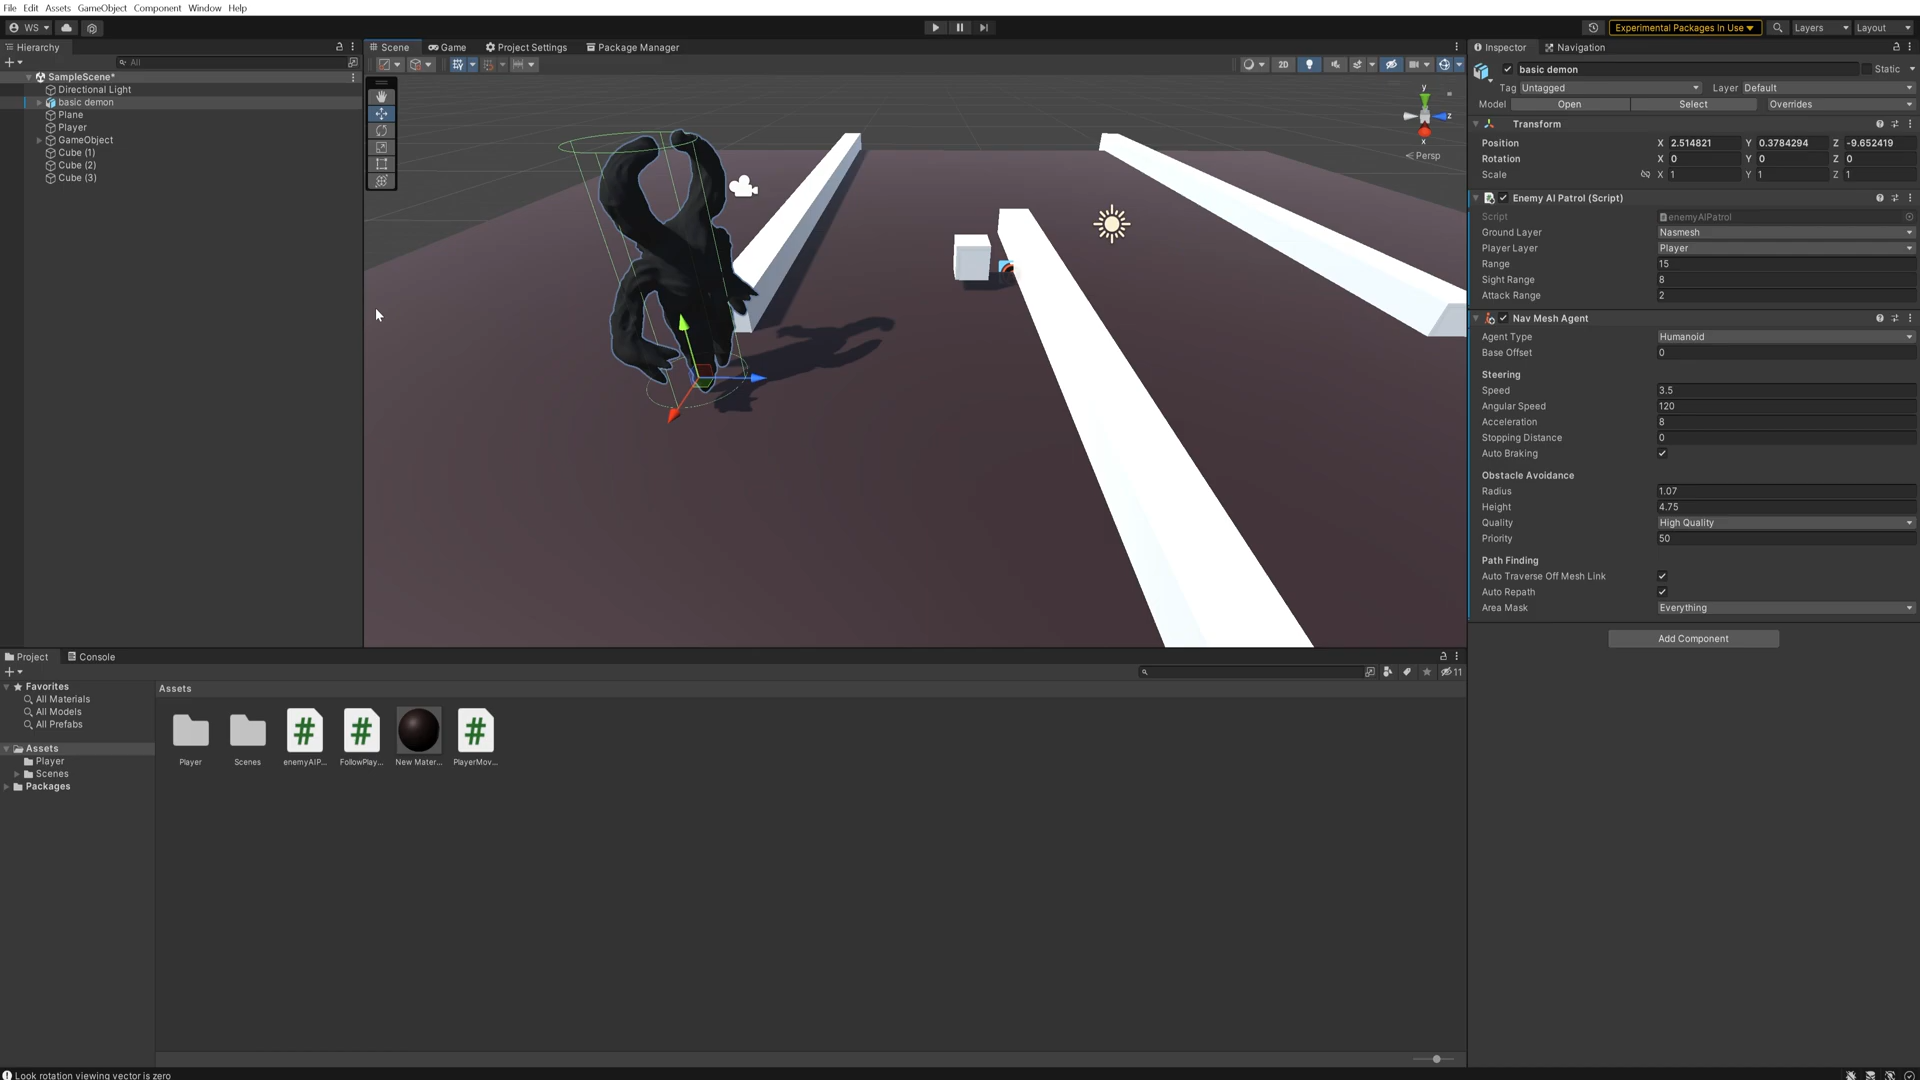 File Edit Assets GameObject Component Window Help
WS
Experimental Packages In Use
Layers
Layout
Hierarchy
All
SampleScene*
Directional Light
basic demon
Plane
Player
GameObject
Cube (1)
Cube (2)
Cube (3)
Scene Game Project Settings Package Manager
2D
y
z
x
Persp
Inspector Navigation
basic demon
Static
Tag Untagged Layer Default
Model Open Select Overrides
Transform
Position X 2.514821 Y 0.3784294 Z -9.652419
Rotation X 0 Y 0 Z 0
Scale X 1 Y 1 Z 1
Enemy AI Patrol (Script)
Script enemyAIPatrol
Ground Layer Nasmesh
Player Layer Player
Range 15
Sight Range 8
Attack Range 2
Nav Mesh Agent
Agent Type Humanoid
Base Offset 0
Steering
Speed 3.5
Angular Speed 120
Acceleration 8
Stopping Distance 0
Auto Braking
Obstacle Avoidance
Radius 1.07
Height 4.75
Quality High Quality
Priority 50
Path Finding
Auto Traverse Off Mesh Link
Auto Repath
Area Mask Everything
Add Component
Project Console
11
Favorites
All Materials
All Models
All Prefabs
Assets
Player
Scenes
Packages
Assets
Player Scenes enemyAIP... FollowPlay... New Mater... PlayerMov...
Look rotation viewing vector is zero